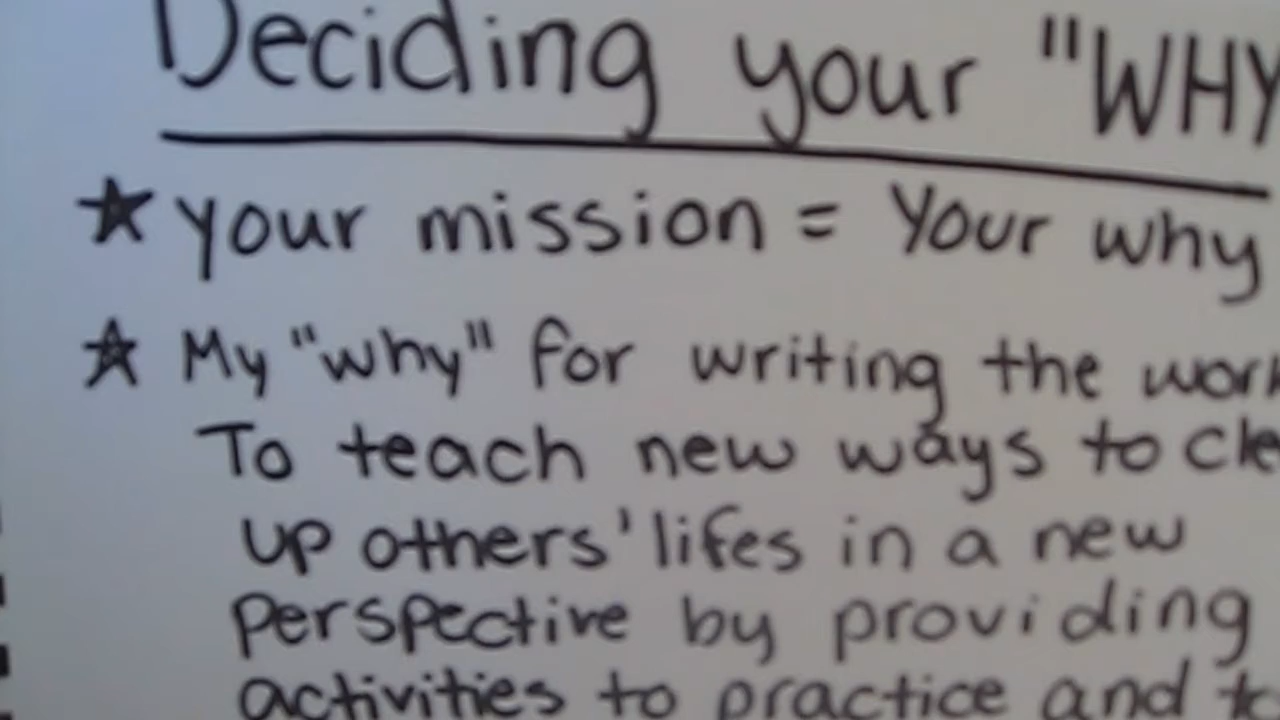 Deciding your "WHY
★ your mission = Your why
★ My "why" for writing the
To teach new ways to
up others' lifes in a new
perspective by providing
activities to practice and